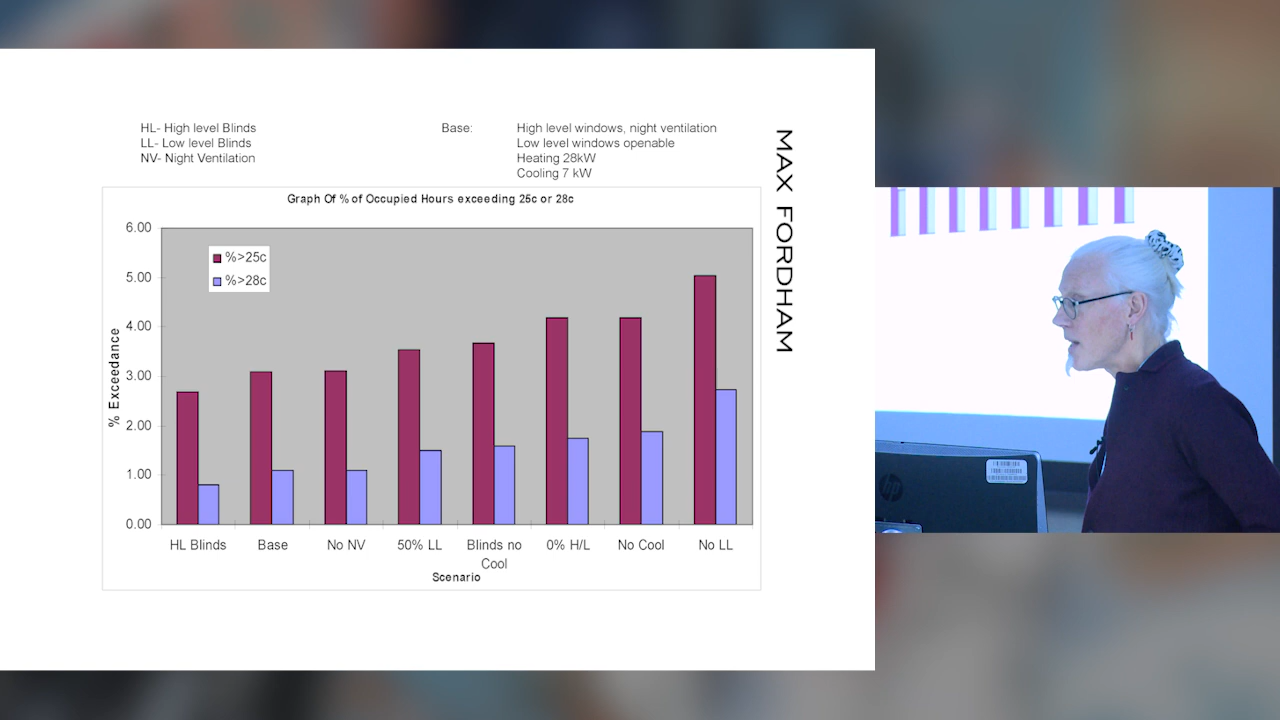 HL- High level Blinds
LL- Low level Blinds
NV- Night Ventilation
Base:
High level windows, night ventilation
Low level windows openable
Heating 28kW
Cooling 7 kW
MAX FORDHAM
Graph Of % of Occupied Hours exceeding 25c or 28c
%>25c
%>28c
% Exceedance
6.00
5.00
4.00
3.00
2.00
1.00
0.00
HL Blinds
Base
No NV
50% LL
Blinds no
Cool
0% H/L
No Cool
No LL
Scenario
hp